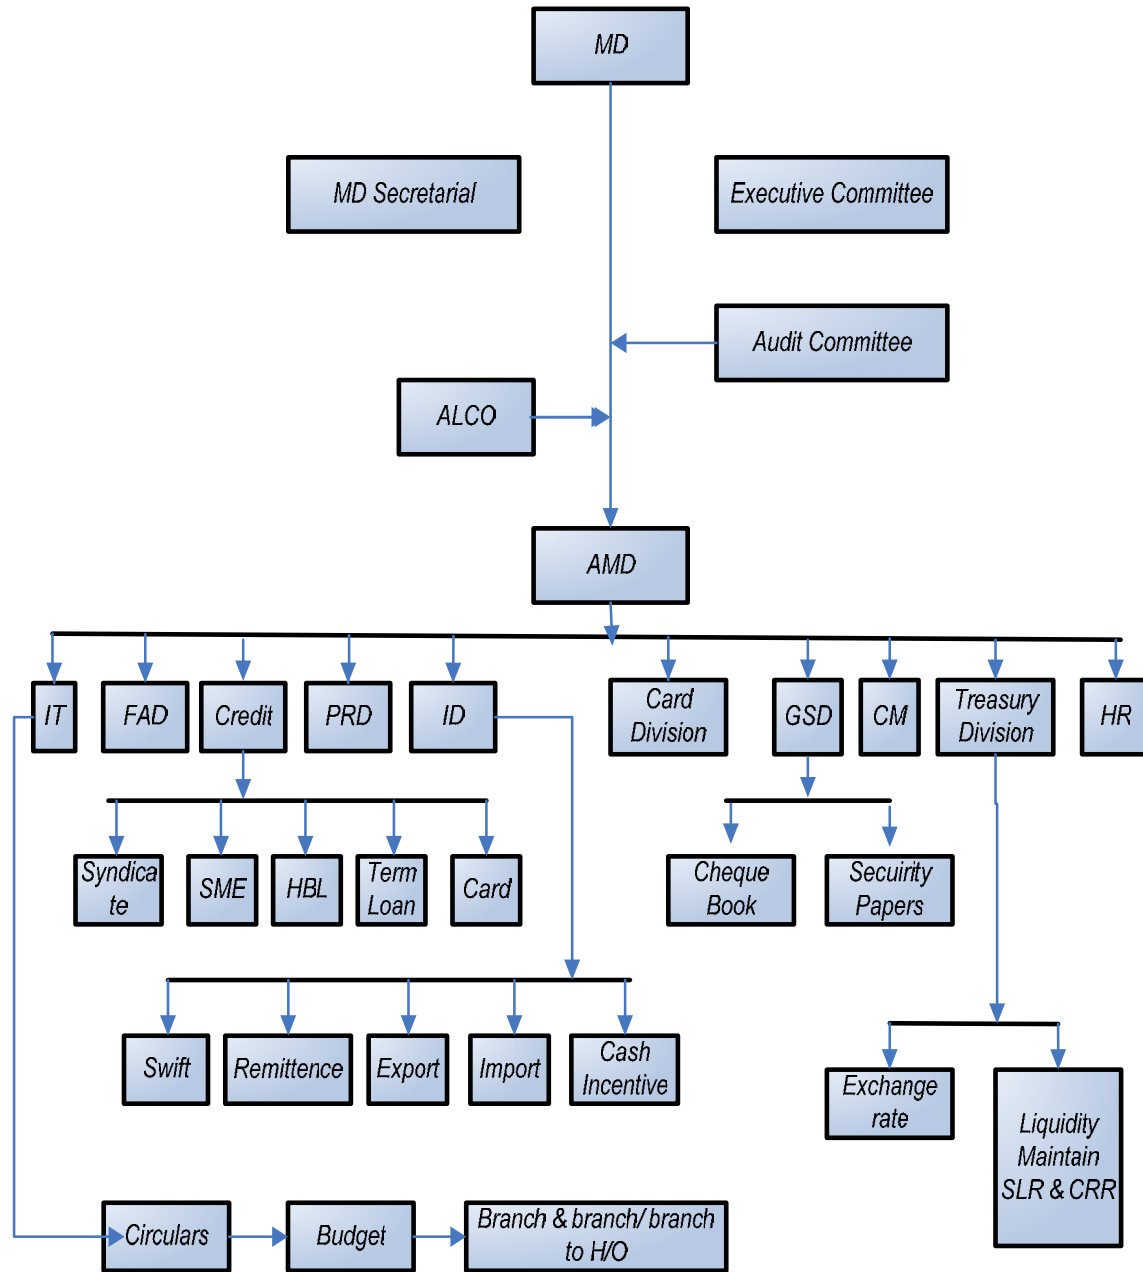 MD
MD Secretarial
Executive Committee
Audit Committee
ALCO
AMD
IT
FAD
Credit
PRD
ID
Card
Division
GSD
CM
Treasury
Division
HR
Syndica
te
SME
HBL
Term
Loan
Card
Cheque
Book
Secuirity
Papers
Swift
Remittence
Export
Import
Cash
Incentive
Exchange
rate
Liquidity
Maintain
SLR & CRR
Circulars
Budget
Branch & branch/ branch
to H/O